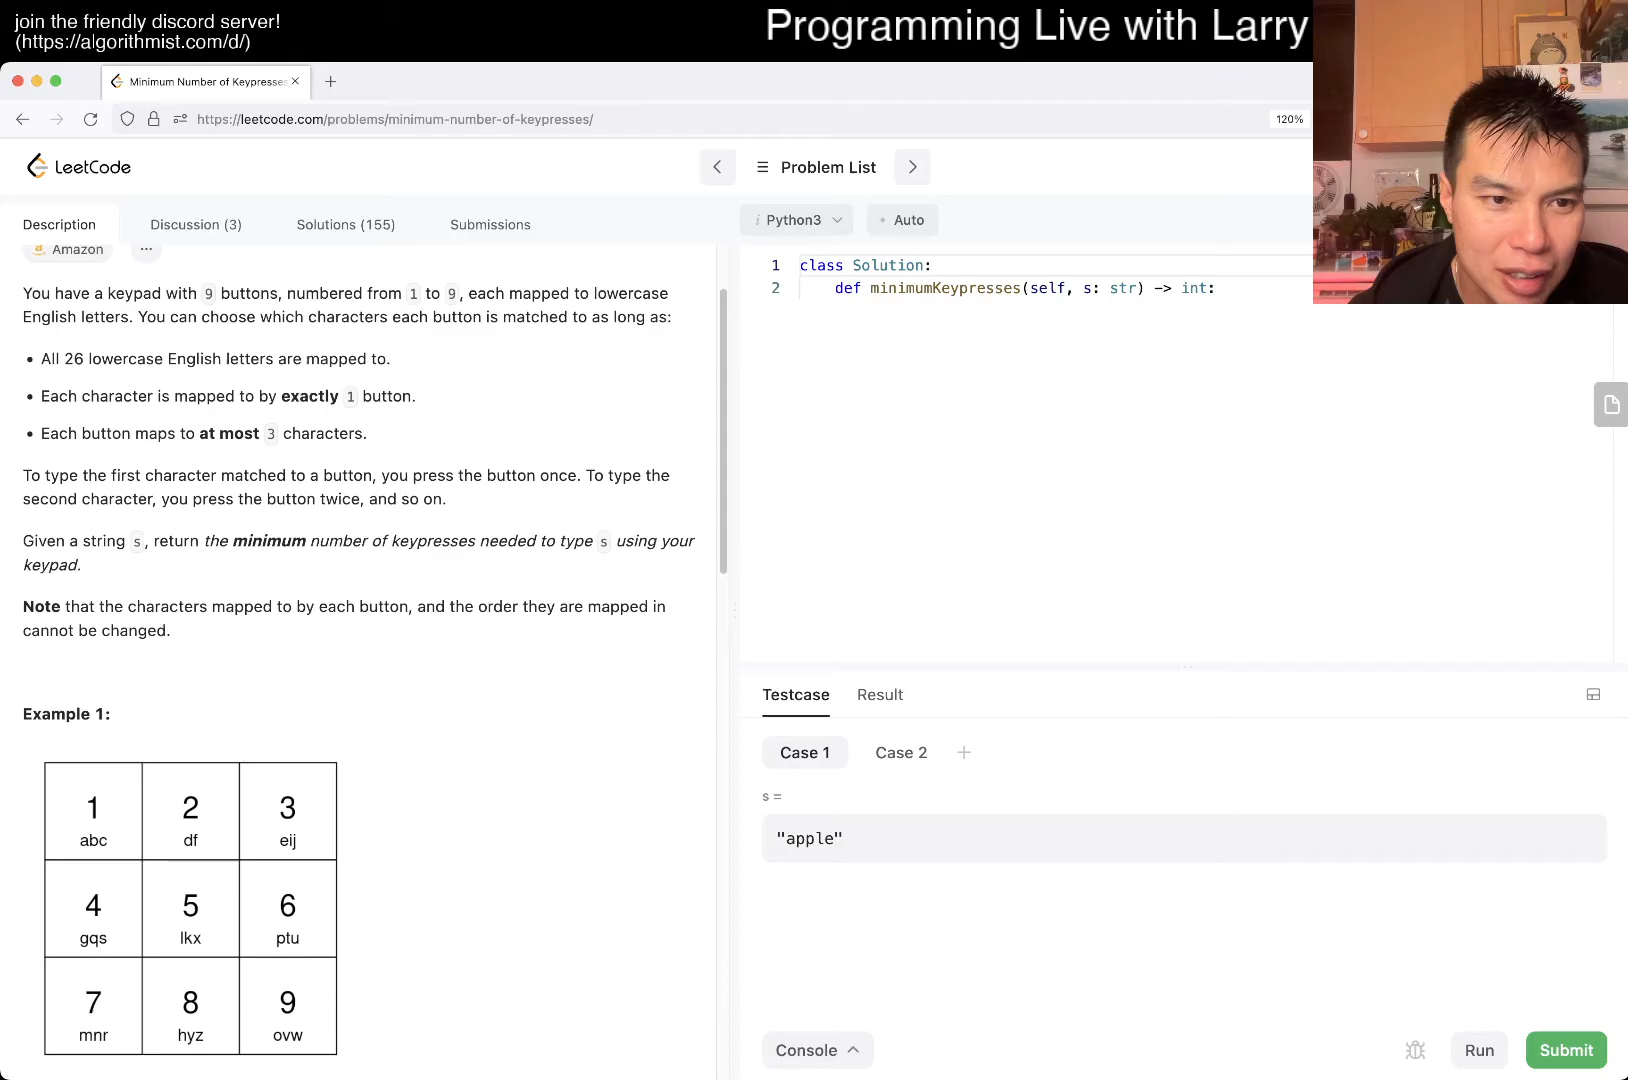 join the friendly discord server!
(https://algorithmist.com/d/)
Programming Live with Larry
Minimum Number of Keypresses
https://leetcode.com/problems/minimum-number-of-keypresses/
120%
LeetCode
Problem List
Description
Discussion (3)
Solutions (155)
Submissions
Python3
Auto
Amazon
...
You have a keypad with 9 buttons, numbered from 1 to 9, each mapped to lowercase
English letters. You can choose which characters each button is matched to as long as:
• All 26 lowercase English letters are mapped to.
• Each character is mapped to by exactly 1 button.
• Each button maps to at most 3 characters.
To type the first character matched to a button, you press the button once. To type the
second character, you press the button twice, and so on.
Given a string s, return the minimum number of keypresses needed to type s using your
keypad.
Note that the characters mapped to by each button, and the order they are mapped in
cannot be changed.
Example 1:
1 2 3
abc df eij
4 5 6
gqs lkx ptu
7 8 9
mnr hyz ovw
1 class Solution:
2 def minimumKeypresses(self, s: str) -> int:
Testcase
Result
Case 1
Case 2
s =
"apple"
Console
Run
Submit